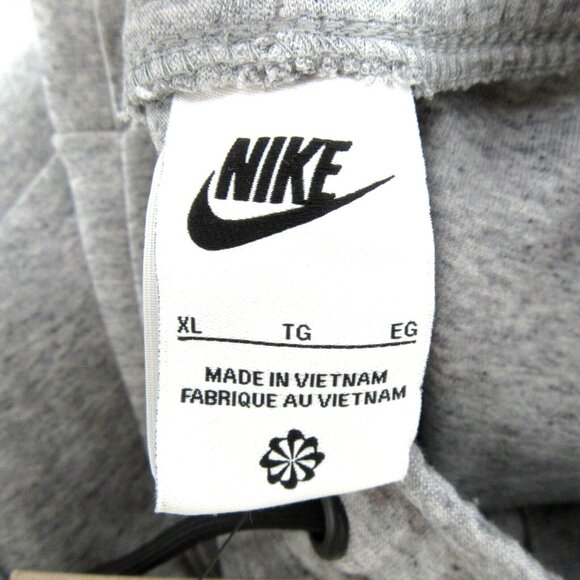 NIKE
XL TG EG
MADE IN VIETNAM
FABRIQUE AU VIETNAM